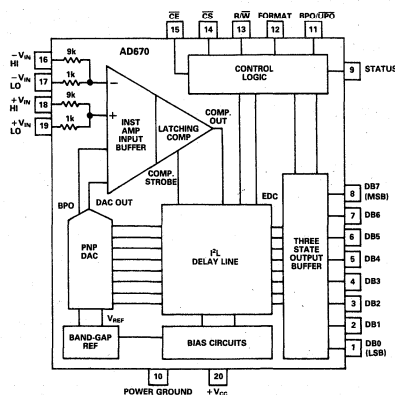 CE CS R/W FORMAT BPO/UPO
15 14 13 12 11
AD670
−VIN HI 16 9k
−VIN LO 17 1k
+VIN HI 18 9k
+VIN LO 19 1k
CONTROL
LOGIC
9 STATUS
−
+
INST
AMP
INPUT
BUFFER
LATCHING
COMP
COMP.
OUT
COMP.
STROBE
BPO
DAC OUT
EDC
PNP
DAC
I²L
DELAY LINE
THREE
STATE
OUTPUT
BUFFER
8 DB7
(MSB)
7 DB6
6 DB5
5 DB4
4 DB3
3 DB2
2 DB1
1 DB0
(LSB)
VREF
BAND-GAP
REF
BIAS CIRCUITS
10 20
POWER GROUND +VCC